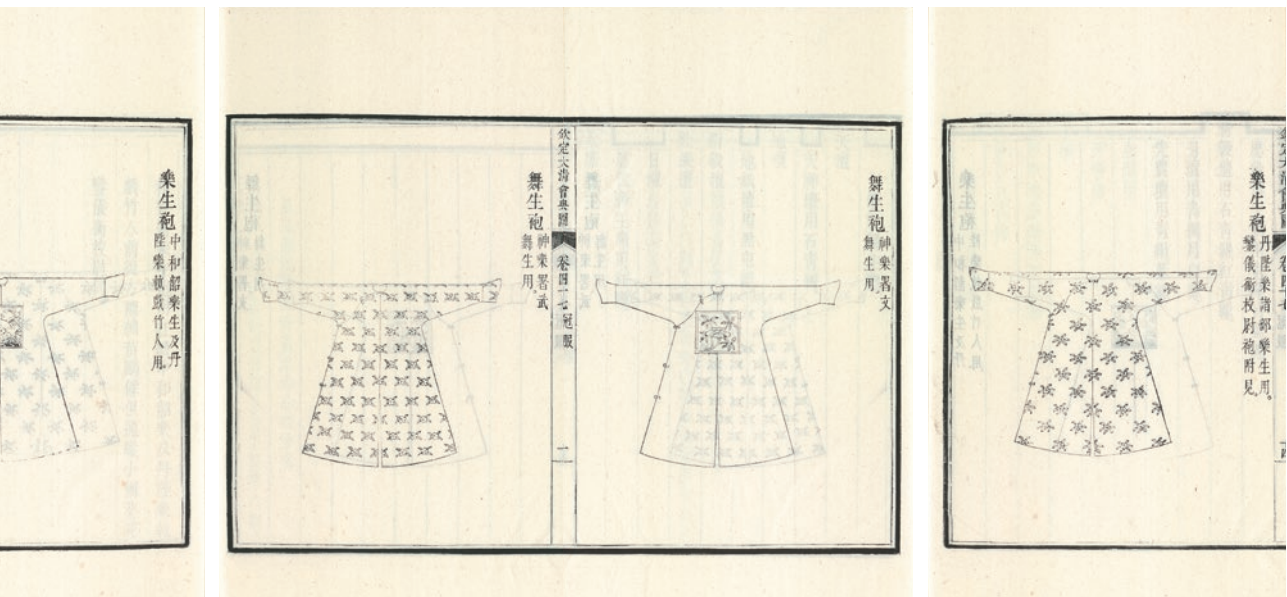 樂生袍
丹陛樂諸部樂生用
鑾儀衛校尉袍附見
舞生袍
神樂署文
舞生用
欽定大清會典圖
卷四十七 冠服
舞生袍
神樂署武
舞生用
樂生袍
中和韶樂生及丹
陛樂執戲竹人用